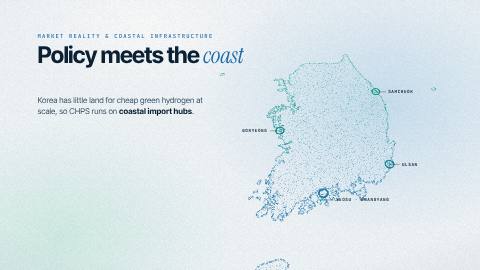 MARKET REALITY & COASTAL INFRASTRUCTURE
Policy meets the coast
Korea has little land for cheap green hydrogen at
scale, so CHPS runs on coastal import hubs.
SAMCHEOK
BORYEONG
ULSAN
YEOSU · GWANGYANG